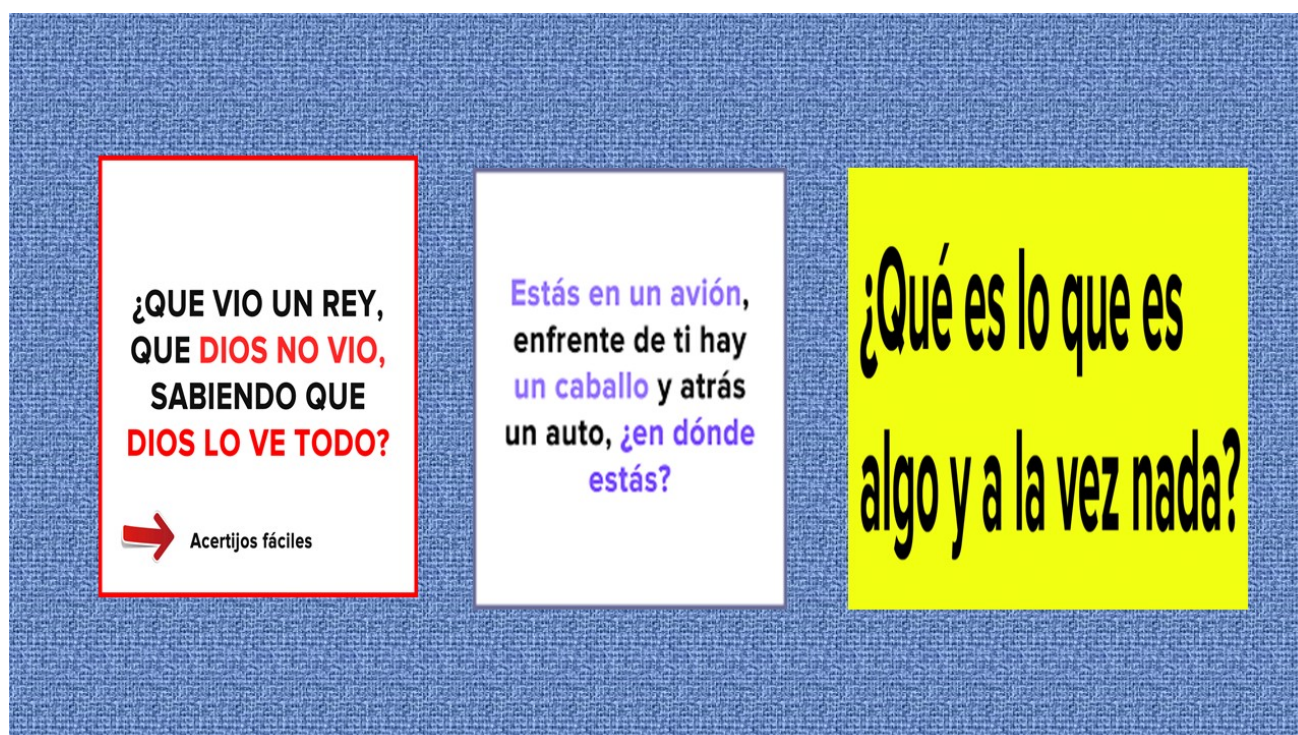 ¿QUE VIO UN REY,
QUE DIOS NO VIO,
SABIENDO QUE
DIOS LO VE TODO?
Acertijos fáciles
Estás en un avión,
enfrente de ti hay
un caballo y atrás
un auto, ¿en dónde
estás?
¿Qué es lo que es
algo y a la vez nada?